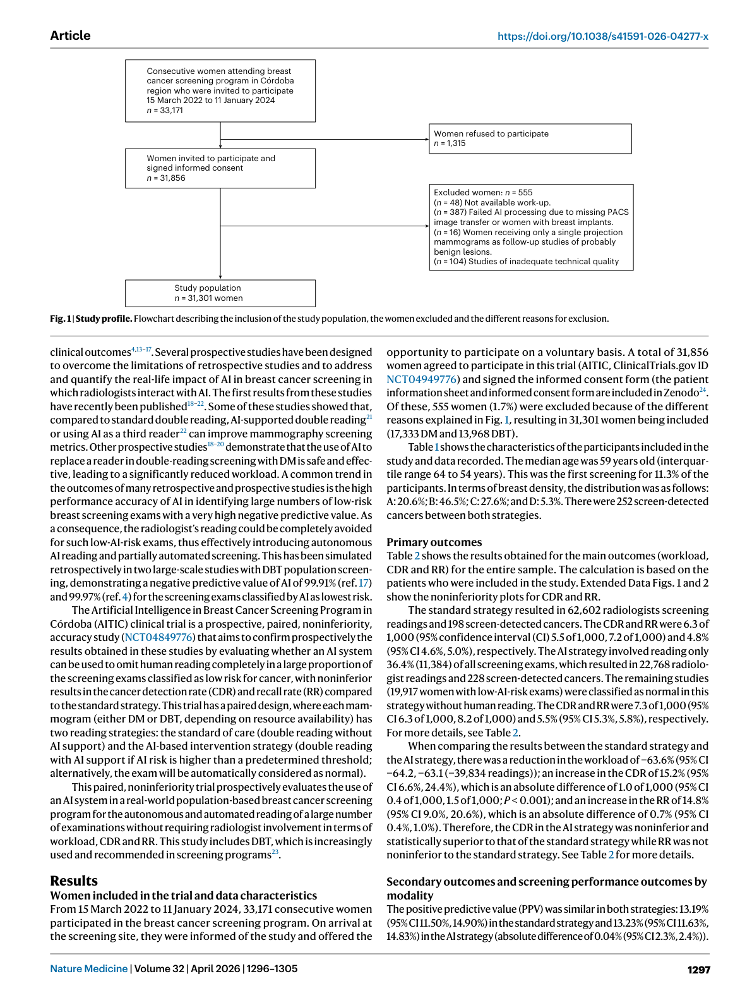 Article
https://doi.org/10.1038/s41591-026-04277-x
Consecutive women attending breast
cancer screening program in Córdoba
region who were invited to participate
15 March 2022 to 11 January 2024
n = 33,171
Women refused to participate
n = 1,315
Women invited to participate and
signed informed consent
n = 31,856
Excluded women: n = 555
(n = 48) Not available work-up.
(n = 387) Failed AI processing due to missing PACS
image transfer or women with breast implants.
(n = 16) Women receiving only a single projection
mammograms as follow-up studies of probably
benign lesions.
(n = 104) Studies of inadequate technical quality
Study population
n = 31,301 women
Fig. 1 | Study profile. Flowchart describing the inclusion of the study population, the women excluded and the different reasons for exclusion.
clinical outcomes4,13–17. Several prospective studies have been designed
to overcome the limitations of retrospective studies and to address
and quantify the real-life impact of AI in breast cancer screening in
which radiologists interact with AI. The first results from these studies
have recently been published18–22. Some of these studies showed that,
compared to standard double reading, AI-supported double reading21
or using AI as a third reader22 can improve mammography screening
metrics. Other prospective studies18–20 demonstrate that the use of AI to
replace a reader in double-reading screening with DM is safe and effec-
tive, leading to a significantly reduced workload. A common trend in
the outcomes of many retrospective and prospective studies is the high
performance accuracy of AI in identifying large numbers of low-risk
breast screening exams with a very high negative predictive value. As
a consequence, the radiologist's reading could be completely avoided
for such low-AI-risk exams, thus effectively introducing autonomous
AI reading and partially automated screening. This has been simulated
retrospectively in two large-scale studies with DBT population screen-
ing, demonstrating a negative predictive value of AI of 99.91% (ref. 17)
and 99.97% (ref. 4) for the screening exams classified by AI as lowest risk.
The Artificial Intelligence in Breast Cancer Screening Program in
Córdoba (AITIC) clinical trial is a prospective, paired, noninferiority,
accuracy study (NCT04849776) that aims to confirm prospectively the
results obtained in these studies by evaluating whether an AI system
can be used to omit human reading completely in a large proportion of
the screening exams classified as low risk for cancer, with noninferior
results in the cancer detection rate (CDR) and recall rate (RR) compared
to the standard strategy. This trial has a paired design, where each mam-
mogram (either DM or DBT, depending on resource availability) has
two reading strategies: the standard of care (double reading without
AI support) and the AI-based intervention strategy (double reading
with AI support if AI risk is higher than a predetermined threshold;
alternatively, the exam will be automatically considered as normal).
This paired, noninferiority trial prospectively evaluates the use of
an AI system in a real-world population-based breast cancer screening
program for the autonomous and automated reading of a large number
of examinations without requiring radiologist involvement in terms of
workload, CDR and RR. This study includes DBT, which is increasingly
used and recommended in screening programs23.
Results
Women included in the trial and data characteristics
From 15 March 2022 to 11 January 2024, 33,171 consecutive women
participated in the breast cancer screening program. On arrival at
the screening site, they were informed of the study and offered the
opportunity to participate on a voluntary basis. A total of 31,856
women agreed to participate in this trial (AITIC, ClinicalTrials.gov ID
NCT04949776) and signed the informed consent form (the patient
information sheet and informed consent form are included in Zenodo24.
Of these, 555 women (1.7%) were excluded because of the different
reasons explained in Fig. 1, resulting in 31,301 women being included
(17,333 DM and 13,968 DBT).
Table 1 shows the characteristics of the participants included in the
study and data recorded. The median age was 59 years old (interquar-
tile range 64 to 54 years). This was the first screening for 11.3% of the
participants. In terms of breast density, the distribution was as follows:
A: 20.6%; B: 46.5%; C: 27.6%; and D: 5.3%. There were 252 screen-detected
cancers between both strategies.
Primary outcomes
Table 2 shows the results obtained for the main outcomes (workload,
CDR and RR) for the entire sample. The calculation is based on the
patients who were included in the study. Extended Data Figs. 1 and 2
show the noninferiority plots for CDR and RR.
The standard strategy resulted in 62,602 radiologists screening
readings and 198 screen-detected cancers. The CDR and RR were 6.3 of
1,000 (95% confidence interval (CI) 5.5 of 1,000, 7.2 of 1,000) and 4.8%
(95% CI 4.6%, 5.0%), respectively. The AI strategy involved reading only
36.4% (11,384) of all screening exams, which resulted in 22,768 radiolo-
gist readings and 228 screen-detected cancers. The remaining studies
(19,917 women with low-AI-risk exams) were classified as normal in this
strategy without human reading. The CDR and RR were 7.3 of 1,000 (95%
CI 6.3 of 1,000, 8.2 of 1,000) and 5.5% (95% CI 5.3%, 5.8%), respectively.
For more details, see Table 2.
When comparing the results between the standard strategy and
the AI strategy, there was a reduction in the workload of −63.6% (95% CI
−64.2, −63.1 (−39,834 readings)); an increase in the CDR of 15.2% (95%
CI 6.6%, 24.4%), which is an absolute difference of 1.0 of 1,000 (95% CI
0.4 of 1,000, 1.5 of 1,000; P < 0.001); and an increase in the RR of 14.8%
(95% CI 9.0%, 20.6%), which is an absolute difference of 0.7% (95% CI
0.4%, 1.0%). Therefore, the CDR in the AI strategy was noninferior and
statistically superior to that of the standard strategy while RR was not
noninferior to the standard strategy. See Table 2 for more details.
Secondary outcomes and screening performance outcomes by
modality
The positive predictive value (PPV) was similar in both strategies: 13.19%
(95% CI 11.50%, 14.90%) in the standard strategy and 13.23% (95% CI 11.63%,
14.83%) in the AI strategy (absolute difference of 0.04% (95% CI 2.3%, 2.4%)).
Nature Medicine | Volume 32 | April 2026 | 1296–1305
1297